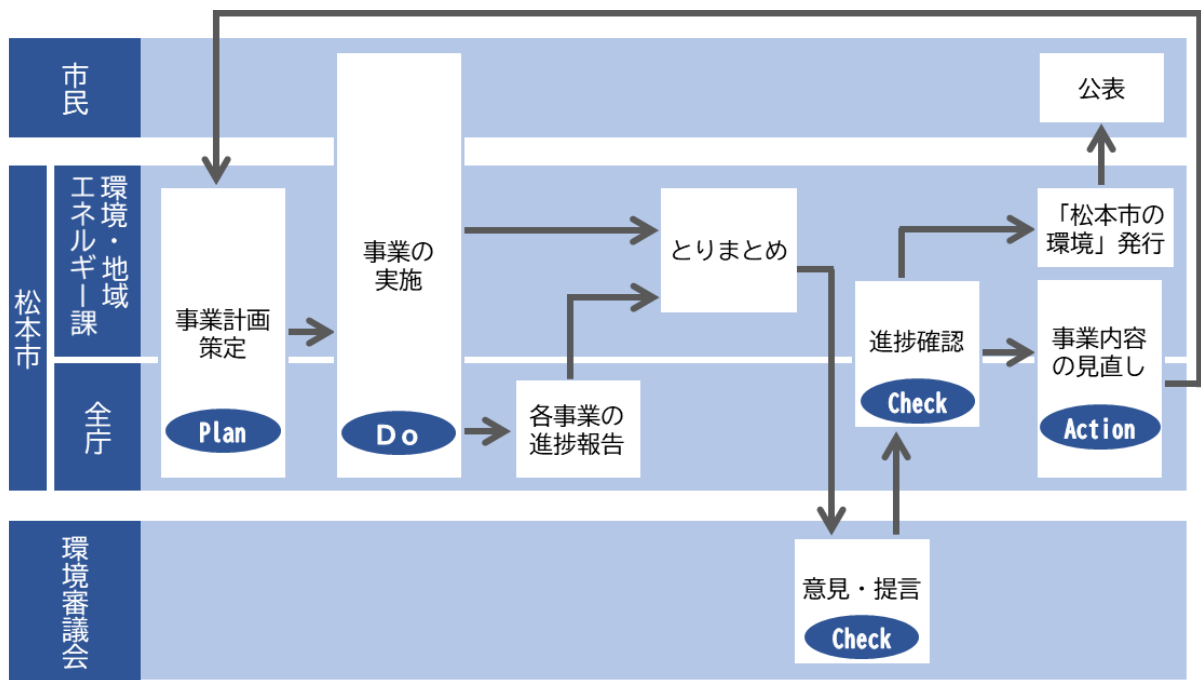 市民
公表
松本市
環境・地域
エネルギー課
全庁
事業計画
策定
Plan
事業の
実施
Do
各事業の
進捗報告
とりまとめ
進捗確認
Check
「松本市の
環境」発行
事業内容
の見直し
Action
環境審議会
意見・提言
Check